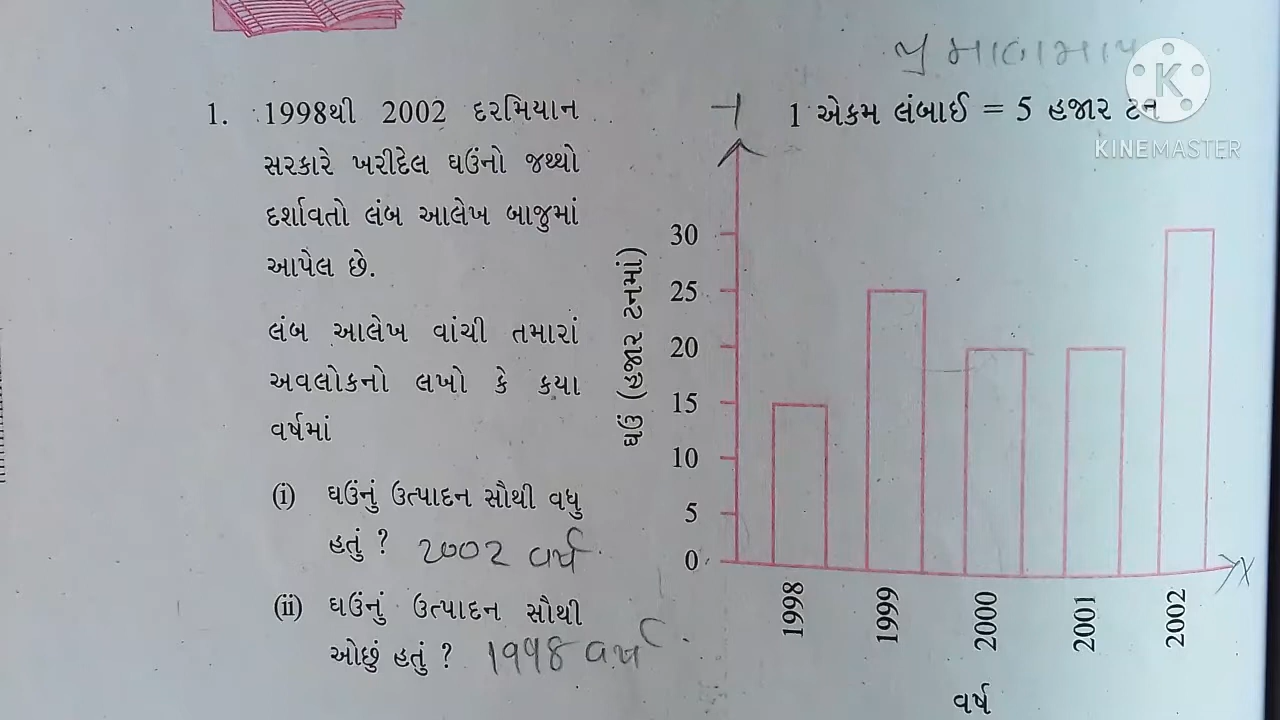 1 એકમ લંબાઈ = 5 હજાર ટન
K
KINEMASTER
1. 1998થી 2002 દરમિયાન
સરકારે ખરીદેલ ઘઉંનો જથ્થો
દર્શાવતો લંબ આલેખ બાજુમાં
આપેલ છે.
લંબ આલેખ વાંચી તમારાં
અવલોકનો લખો કે કયા
વર્ષમાં
(i) ઘઉંનું ઉત્પાદન સૌથી વધુ
હતું ? ૨૦૦૨ વર્ષ
(ii) ઘઉંનું ઉત્પાદન સૌથી
ઓછું હતું ? ૧૯૯૮ વર્ષ
ઘઉં (હજાર ટનમાં)
30
25
20
15
10
5
0
x
1998
1999
2000
2001
2002
વર્ષ